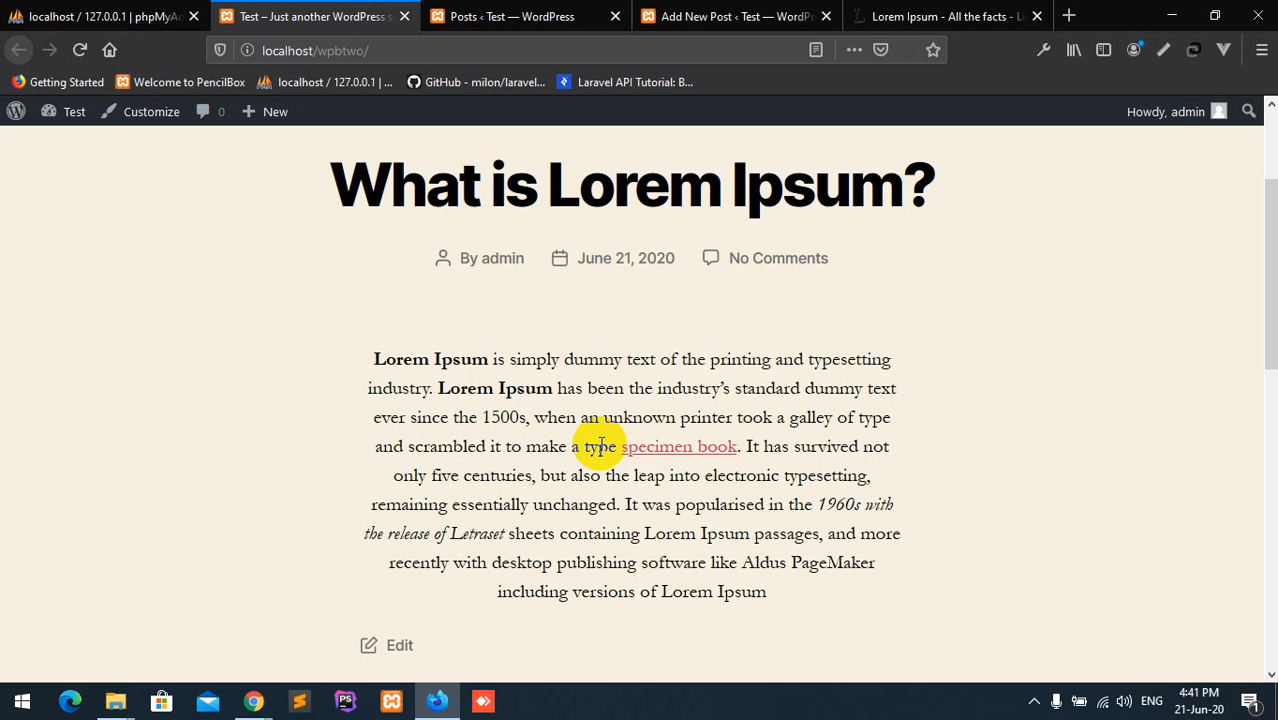 localhost / 127.0.0.1 | phpMyAd
Test – Just another WordPress s
Posts ‹ Test — WordPress
Add New Post ‹ Test — WordPr
Lorem Ipsum - All the facts - Li
localhost/wpbtwo/
Getting Started
Welcome to PencilBox
localhost / 127.0.0.1 | ...
GitHub - milon/laravel...
Laravel API Tutorial: B...
Test
Customize
0
New
Howdy, admin
What is Lorem Ipsum?
By admin
June 21, 2020
No Comments
Lorem Ipsum is simply dummy text of the printing and typesetting
industry. Lorem Ipsum has been the industry’s standard dummy text
ever since the 1500s, when an unknown printer took a galley of type
and scrambled it to make a type specimen book. It has survived not
only five centuries, but also the leap into electronic typesetting,
remaining essentially unchanged. It was popularised in the 1960s with
the release of Letraset sheets containing Lorem Ipsum passages, and more
recently with desktop publishing software like Aldus PageMaker
including versions of Lorem Ipsum
Edit
ENG
4:41 PM
21-Jun-20
1